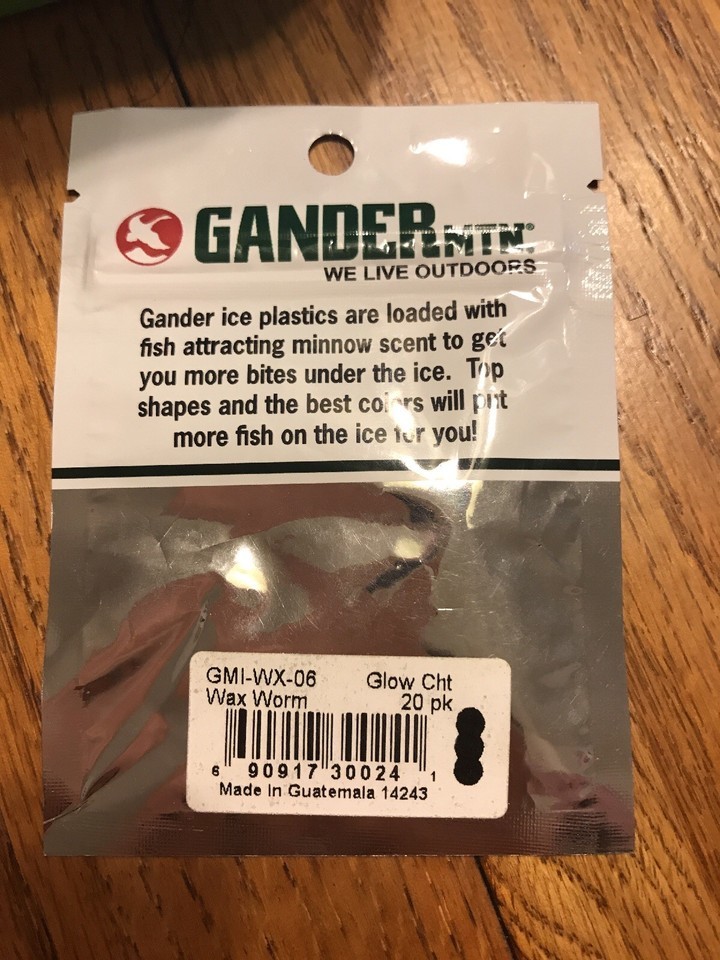 GANDER MTN.®
WE LIVE OUTDOORS
Gander ice plastics are loaded with
fish attracting minnow scent to get
you more bites under the ice. Top
shapes and the best colors will put
more fish on the ice for you!
GMI-WX-06 Glow Cht
Wax Worm 20 pk
6 90917 30024 1
Made In Guatemala 14243